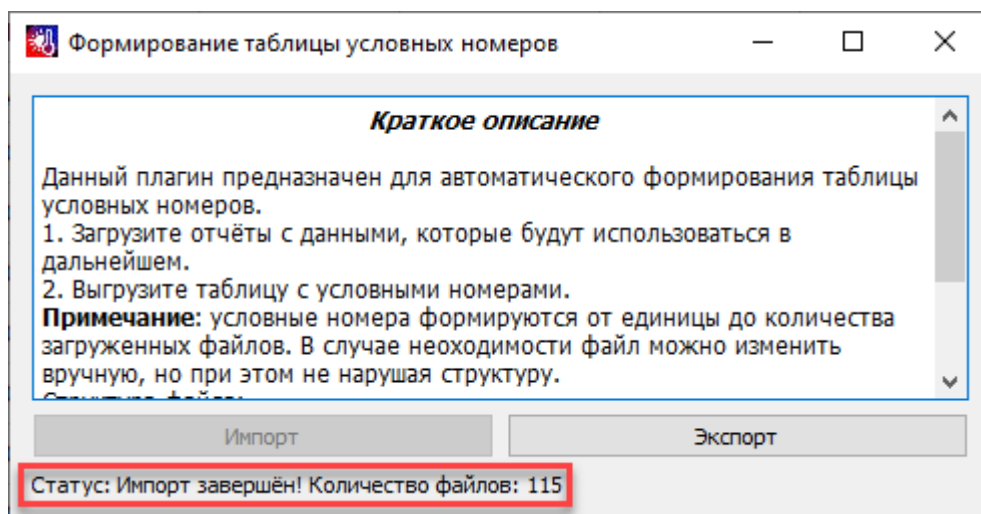 Формирование таблицы условных номеров
Краткое описание
Данный плагин предназначен для автоматического формирования таблицы
условных номеров.
1. Загрузите отчёты с данными, которые будут использоваться в
дальнейшем.
2. Выгрузите таблицу с условными номерами.
Примечание: условные номера формируются от единицы до количества
загруженных файлов. В случае неоходимости файл можно изменить
вручную, но при этом не нарушая структуру.
Импорт
Экспорт
Статус: Импорт завершён! Количество файлов: 115